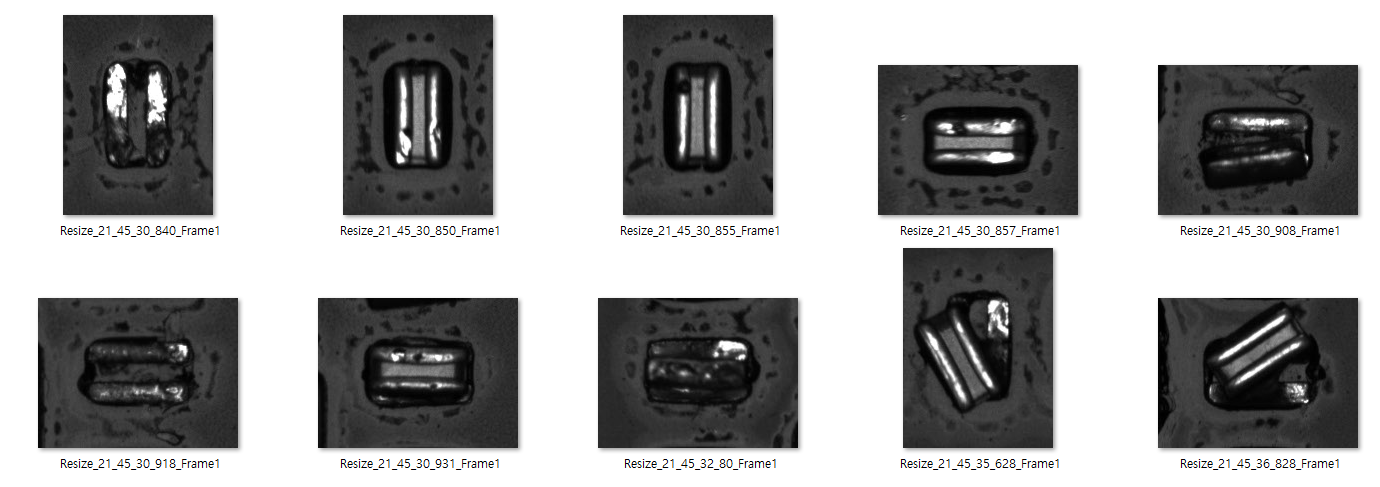 Resize_21_45_30_840_Frame1
Resize_21_45_30_850_Frame1
Resize_21_45_30_855_Frame1
Resize_21_45_30_857_Frame1
Resize_21_45_30_908_Frame1
Resize_21_45_30_918_Frame1
Resize_21_45_30_931_Frame1
Resize_21_45_32_80_Frame1
Resize_21_45_35_628_Frame1
Resize_21_45_36_828_Frame1